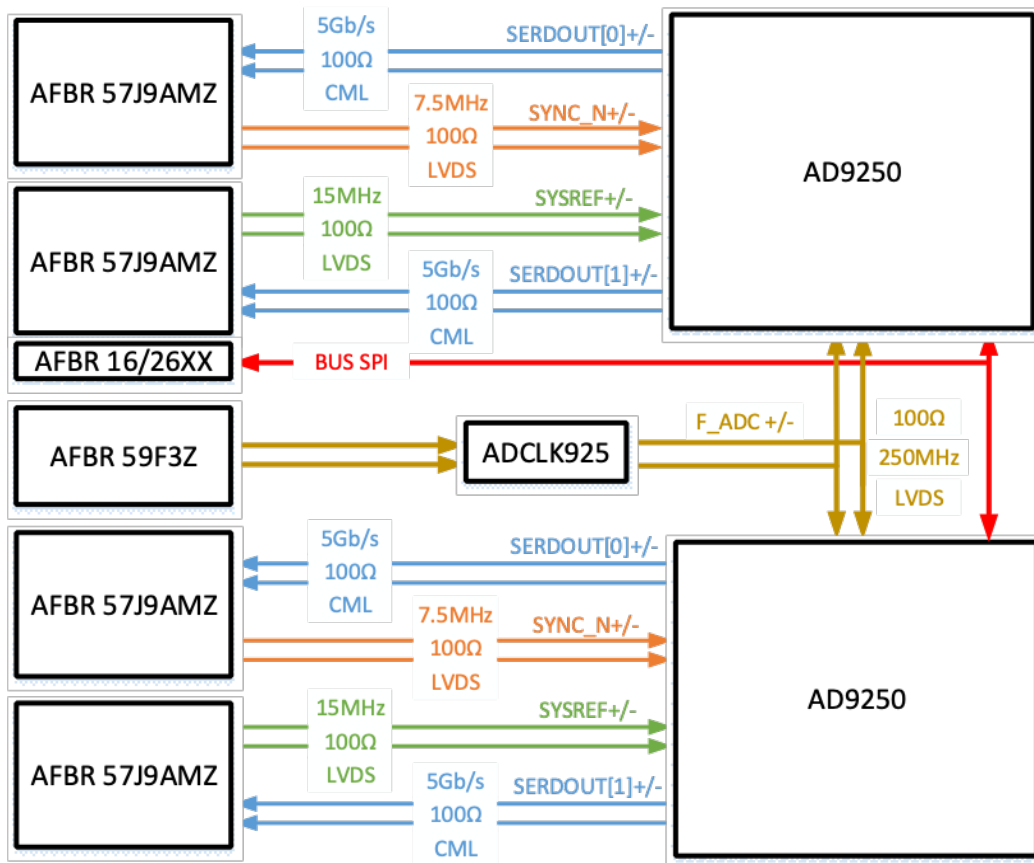 5Gb/s
100Ω
CML
SERDOUT[0]+/-
AFBR 57J9AMZ
7.5MHz
100Ω
LVDS
SYNC_N+/-
AD9250
15MHz
100Ω
LVDS
SYSREF+/-
AFBR 57J9AMZ
5Gb/s
100Ω
CML
SERDOUT[1]+/-
AFBR 16/26XX
BUS SPI
AFBR 59F3Z
ADCLK925
F_ADC +/-
100Ω
250MHz
LVDS
5Gb/s
100Ω
CML
SERDOUT[0]+/-
AFBR 57J9AMZ
7.5MHz
100Ω
LVDS
SYNC_N+/-
AD9250
15MHz
100Ω
LVDS
SYSREF+/-
AFBR 57J9AMZ
5Gb/s
100Ω
CML
SERDOUT[1]+/-